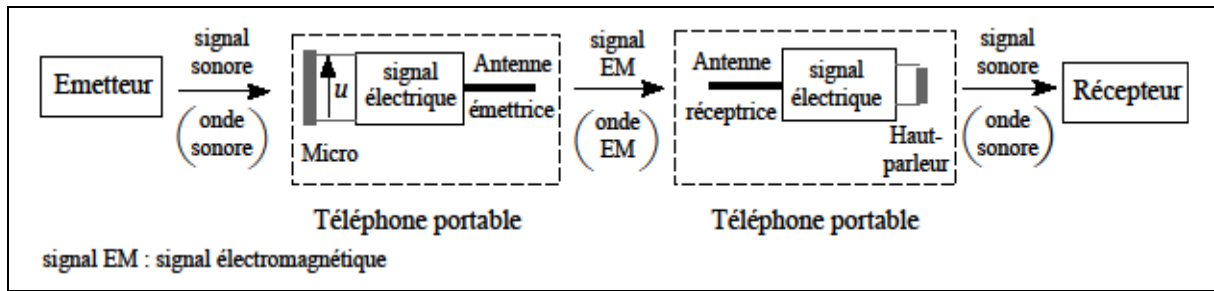 Emetteur
signal
sonore
(onde
sonore)
u
Micro
signal
électrique
Antenne
émettrice
Téléphone portable
signal
EM
(onde
EM)
Antenne
réceptrice
signal
électrique
Haut-
parleur
Téléphone portable
signal
sonore
(onde
sonore)
Récepteur
signal EM : signal électromagnétique